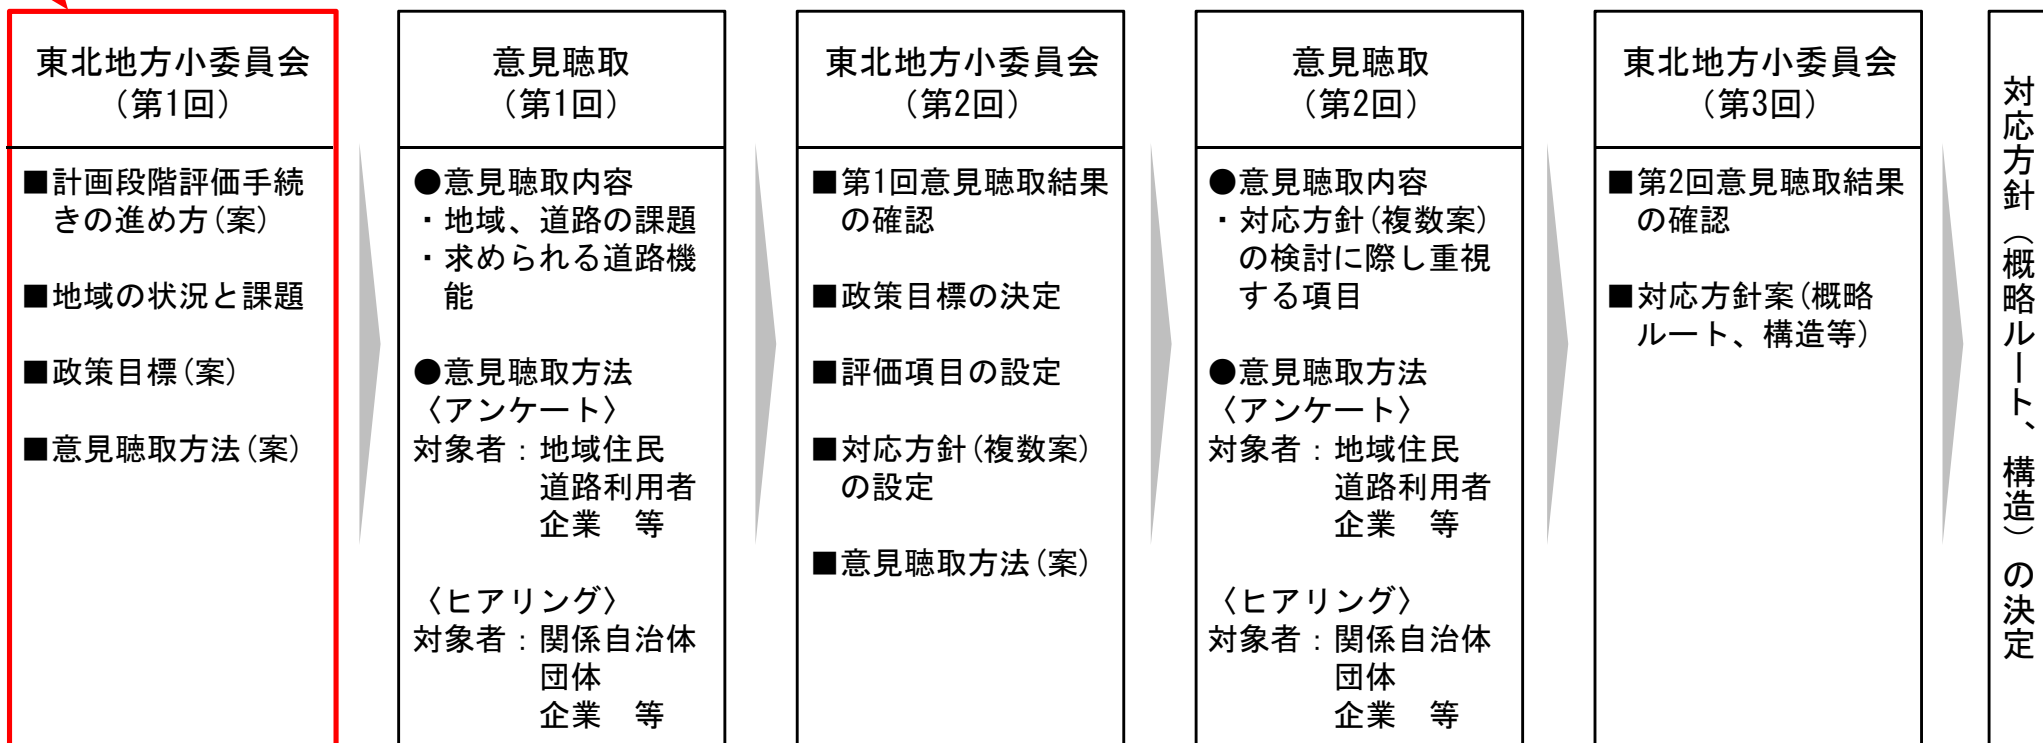 東北地方小委員会
（第1回）
■計画段階評価手続
きの進め方(案)
■地域の状況と課題
■政策目標(案)
■意見聴取方法(案)
意見聴取
（第1回）
●意見聴取内容
・地域、道路の課題
・求められる道路機
能
●意見聴取方法
〈アンケート〉
対象者：地域住民
道路利用者
企業　等
〈ヒアリング〉
対象者：関係自治体
団体
企業　等
東北地方小委員会
（第2回）
■第1回意見聴取結果
の確認
■政策目標の決定
■評価項目の設定
■対応方針(複数案)
の設定
■意見聴取方法(案)
意見聴取
（第2回）
●意見聴取内容
・対応方針(複数案)
の検討に際し重視
する項目
●意見聴取方法
〈アンケート〉
対象者：地域住民
道路利用者
企業　等
〈ヒアリング〉
対象者：関係自治体
団体
企業　等
東北地方小委員会
（第3回）
■第2回意見聴取結果
の確認
■対応方針案(概略
ルート、構造等)
対応方針（概略ルート、構造）の決定